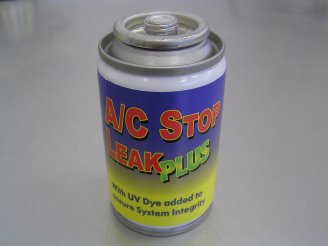 A/C STOP
LEAK PLUS
With UV Dye added to
ensure System Integrity